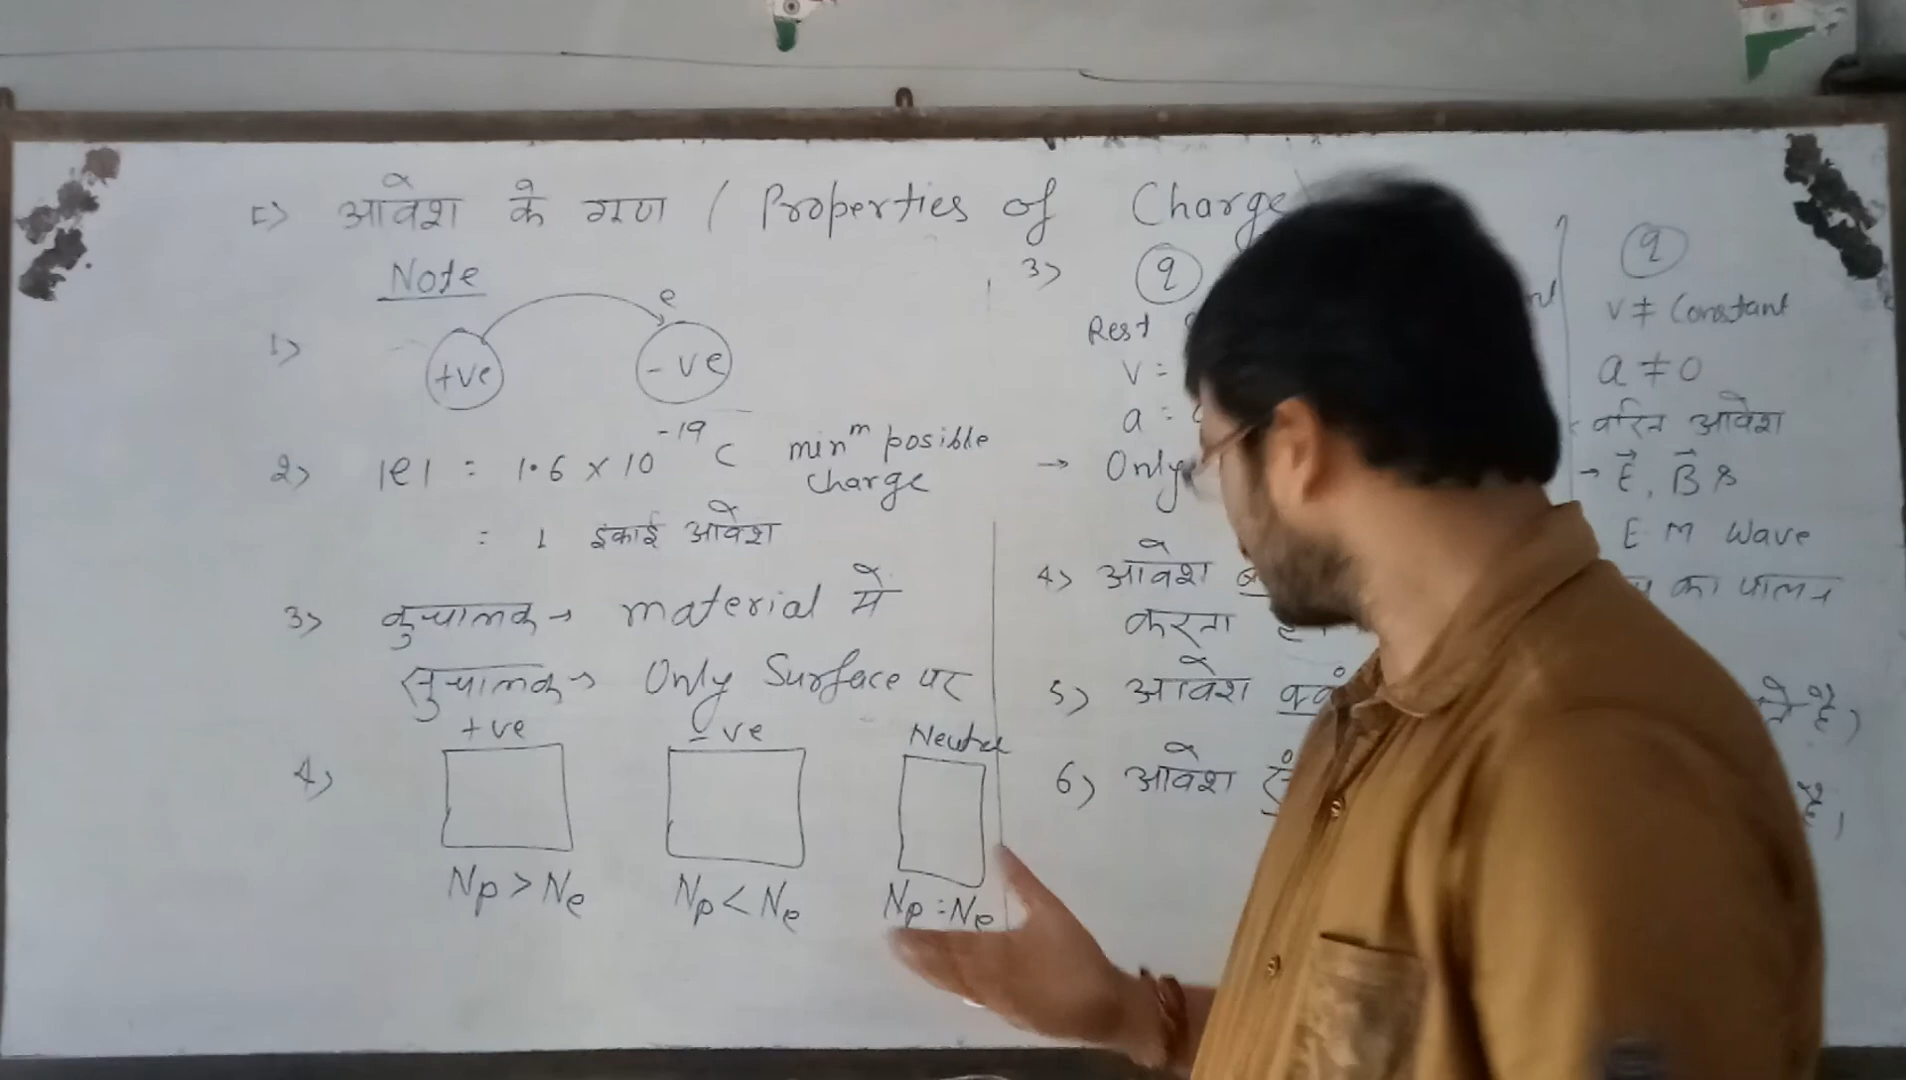 आवेश के गुण / Properties of Charge
Note
1) +ve e -ve
2) |e| = 1.6 x 10^-19 C min^m posible
charge
= 1 इकाई आवेश
3) कुचालक → material में
सुचालक → Only Surface पर
4) +ve -ve Neutral
Np > Ne Np < Ne Np = Ne
3) q
Rest
v =
a =
→ Only
q
v ≠ Constant
a ≠ 0
त्वरित आवेश
→ E⃗, B⃗ &
E M Wave
4) आवेश का पालन
करता
5) आवेश है।
6) आवेश है।